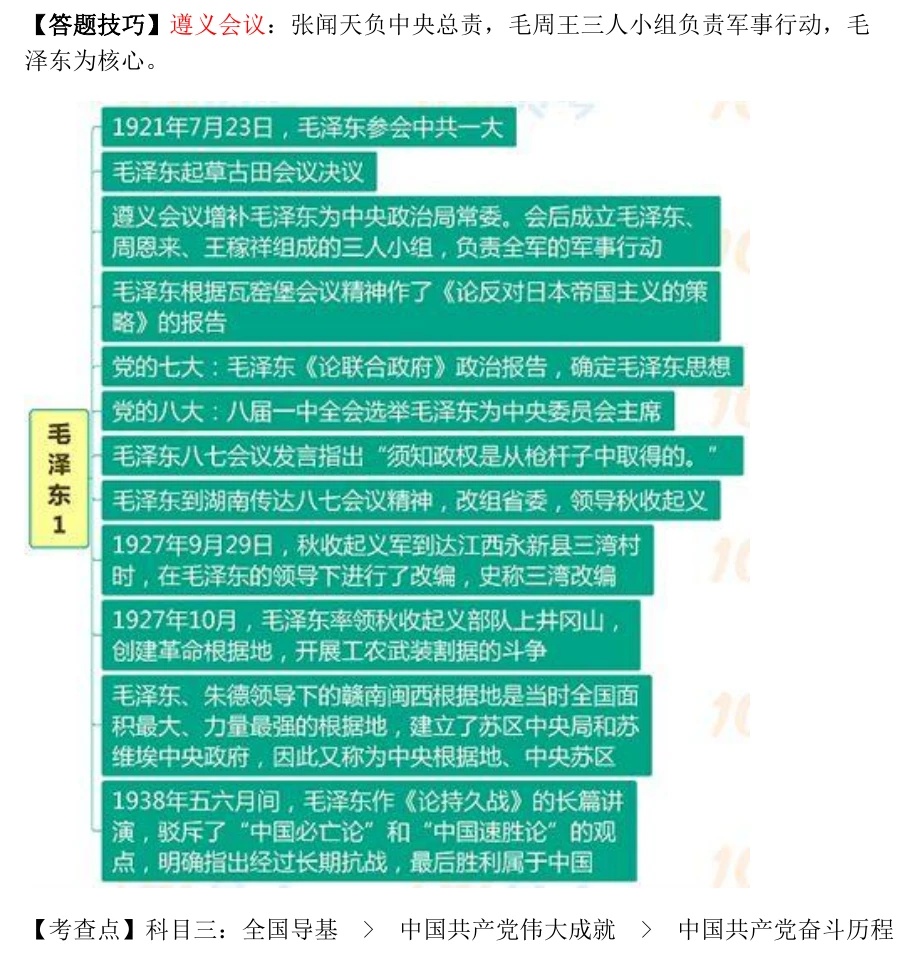 【答题技巧】遵义会议：张闻天负中央总责，毛周王三人小组负责军事行动，毛
泽东为核心。
1921年7月23日，毛泽东参会中共一大
毛泽东起草古田会议决议
遵义会议增补毛泽东为中央政治局常委。会后成立毛泽东、
周恩来、王稼祥组成的三人小组，负责全军的军事行动
毛泽东根据瓦窑堡会议精神作了《论反对日本帝国主义的策
略》的报告
党的七大：毛泽东《论联合政府》政治报告，确定毛泽东思想
党的八大：八届一中全会选举毛泽东为中央委员会主席
毛泽东八七会议发言指出“须知政权是从枪杆子中取得的。”
毛泽东到湖南传达八七会议精神，改组省委，领导秋收起义
毛
泽
东
1
1927年9月29日，秋收起义军到达江西永新县三湾村
时，在毛泽东的领导下进行了改编，史称三湾改编
1927年10月，毛泽东率领秋收起义部队上井冈山，
创建革命根据地，开展工农武装割据的斗争
毛泽东、朱德领导下的赣南闽西根据地是当时全国面
积最大、力量最强的根据地，建立了苏区中央局和苏
维埃中央政府，因此又称为中央根据地、中央苏区
1938年五六月间，毛泽东作《论持久战》的长篇讲
演，驳斥了“中国必亡论”和“中国速胜论”的观
点，明确指出经过长期抗战，最后胜利属于中国
【考查点】科目三：全国导基 > 中国共产党伟大成就 > 中国共产党奋斗历程